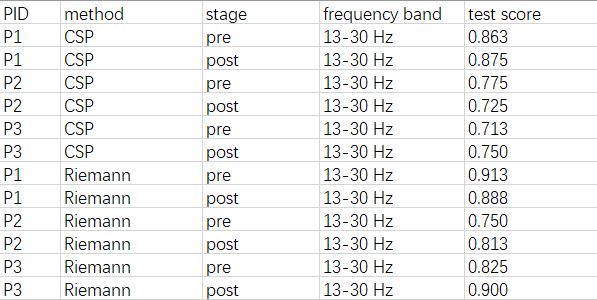 PID method stage frequency band test score
P1 CSP pre 13-30 Hz 0.863
P1 CSP post 13-30 Hz 0.875
P2 CSP pre 13-30 Hz 0.775
P2 CSP post 13-30 Hz 0.725
P3 CSP pre 13-30 Hz 0.713
P3 CSP post 13-30 Hz 0.750
P1 Riemann pre 13-30 Hz 0.913
P1 Riemann post 13-30 Hz 0.888
P2 Riemann pre 13-30 Hz 0.750
P2 Riemann post 13-30 Hz 0.813
P3 Riemann pre 13-30 Hz 0.825
P3 Riemann post 13-30 Hz 0.900